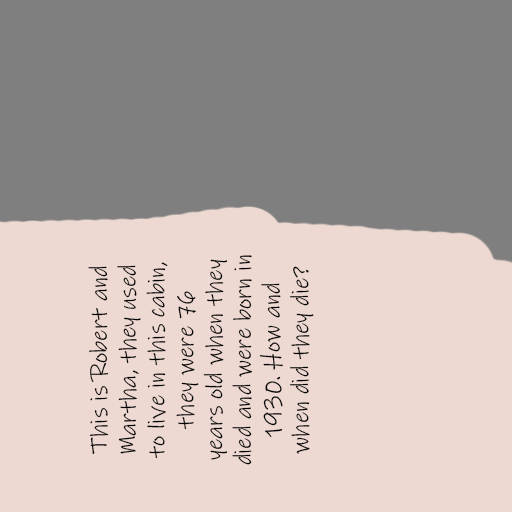 This is Robert and
Martha, they used
to live in this cabin,
they were 76
years old when they
died and were born in
1930. How and
when did they die?